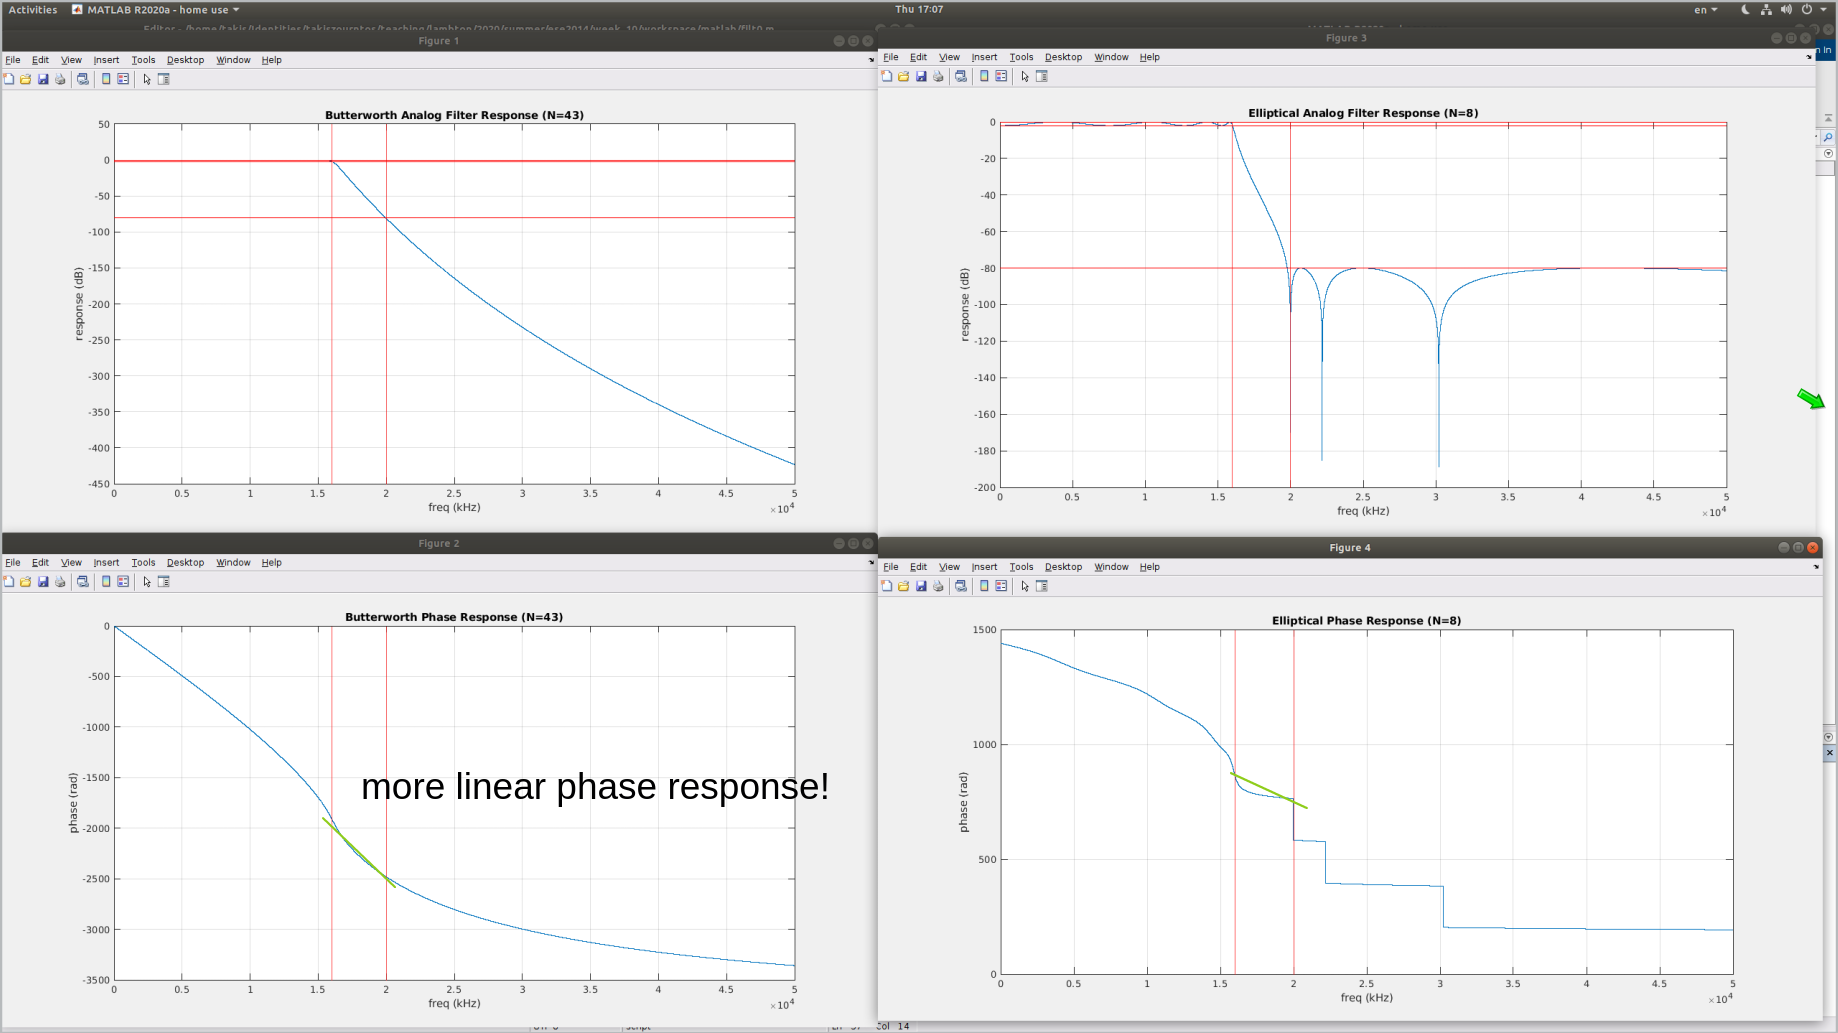 Activities MATLAB R2020a - home use Thu 17:07 en
Figure 1
File Edit View Insert Tools Desktop Window Help
Butterworth Analog Filter Response (N=43)
response (dB)
50
0
-50
-100
-150
-200
-250
-300
-350
-400
-450
0 0.5 1 1.5 2 2.5 3 3.5 4 4.5 5
freq (kHz)
×10^4
Figure 3
File Edit View Insert Tools Desktop Window Help
Elliptical Analog Filter Response (N=8)
response (dB)
0
-20
-40
-60
-80
-100
-120
-140
-160
-180
-200
0 0.5 1 1.5 2 2.5 3 3.5 4 4.5 5
freq (kHz)
×10^4
Figure 2
File Edit View Insert Tools Desktop Window Help
Butterworth Phase Response (N=43)
phase (rad)
0
-500
-1000
-1500
-2000
-2500
-3000
-3500
more linear phase response!
0 0.5 1 1.5 2 2.5 3 3.5 4 4.5 5
freq (kHz)
×10^4
Figure 4
File Edit View Insert Tools Desktop Window Help
Elliptical Phase Response (N=8)
phase (rad)
1500
1000
500
0
0 0.5 1 1.5 2 2.5 3 3.5 4 4.5 5
freq (kHz)
×10^4
Col 14